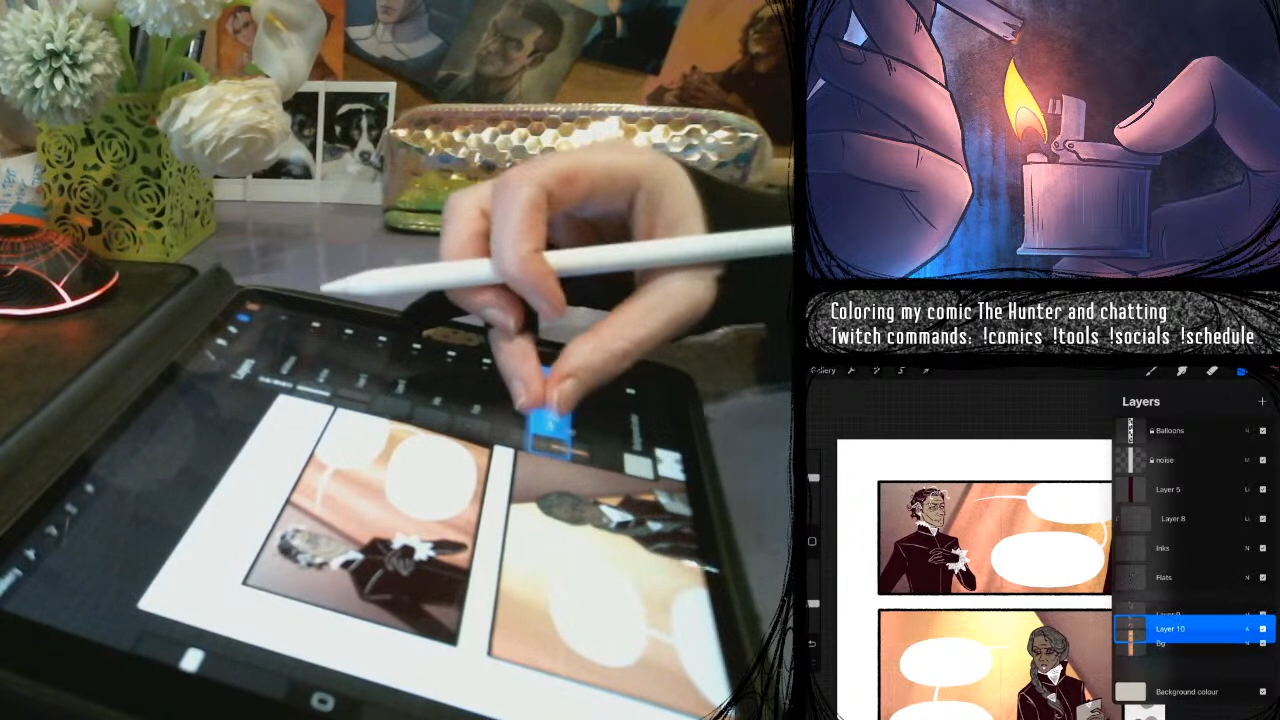 Coloring my comic The Hunter and chatting
Twitch commands: !comics !tools !socials !schedule
Gallery
Layers
Balloons
noise
Layer 5
Layer 8
Inks
Flats
Layer 10
Bg
Background colour